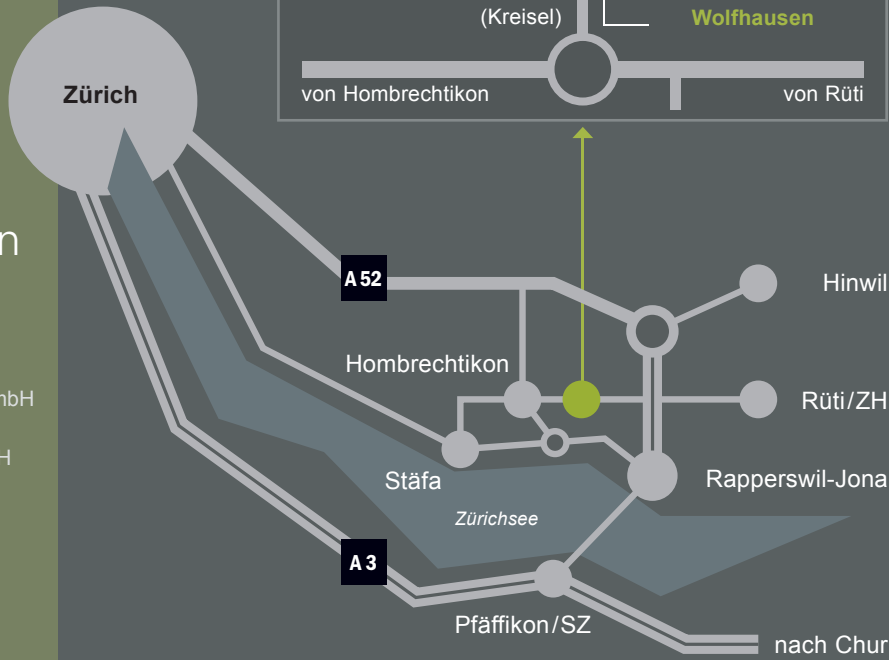 (Kreisel)
Wolfhausen
von Hombrechtikon
von Rüti
Zürich
A 52
Hinwil
Hombrechtikon
Rüti/ZH
Stäfa
Rapperswil-Jona
Zürichsee
A 3
Pfäffikon/SZ
nach Chur